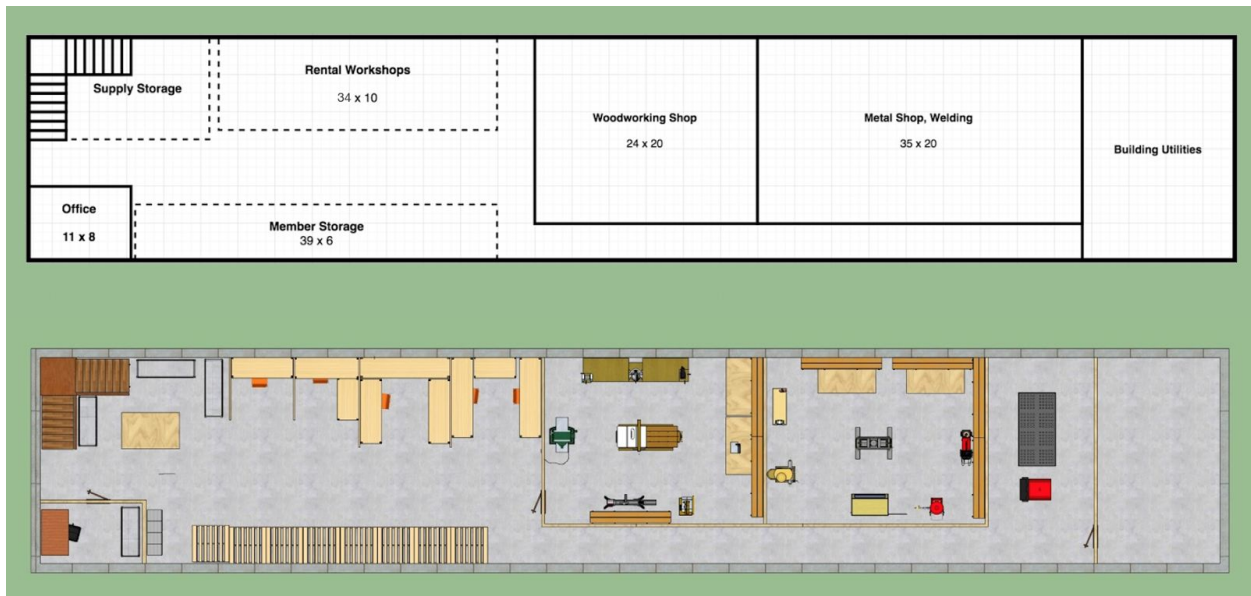 Supply Storage
Rental Workshops
34 x 10
Woodworking Shop
24 x 20
Metal Shop, Welding
35 x 20
Building Utilities
Office
11 x 8
Member Storage
39 x 6